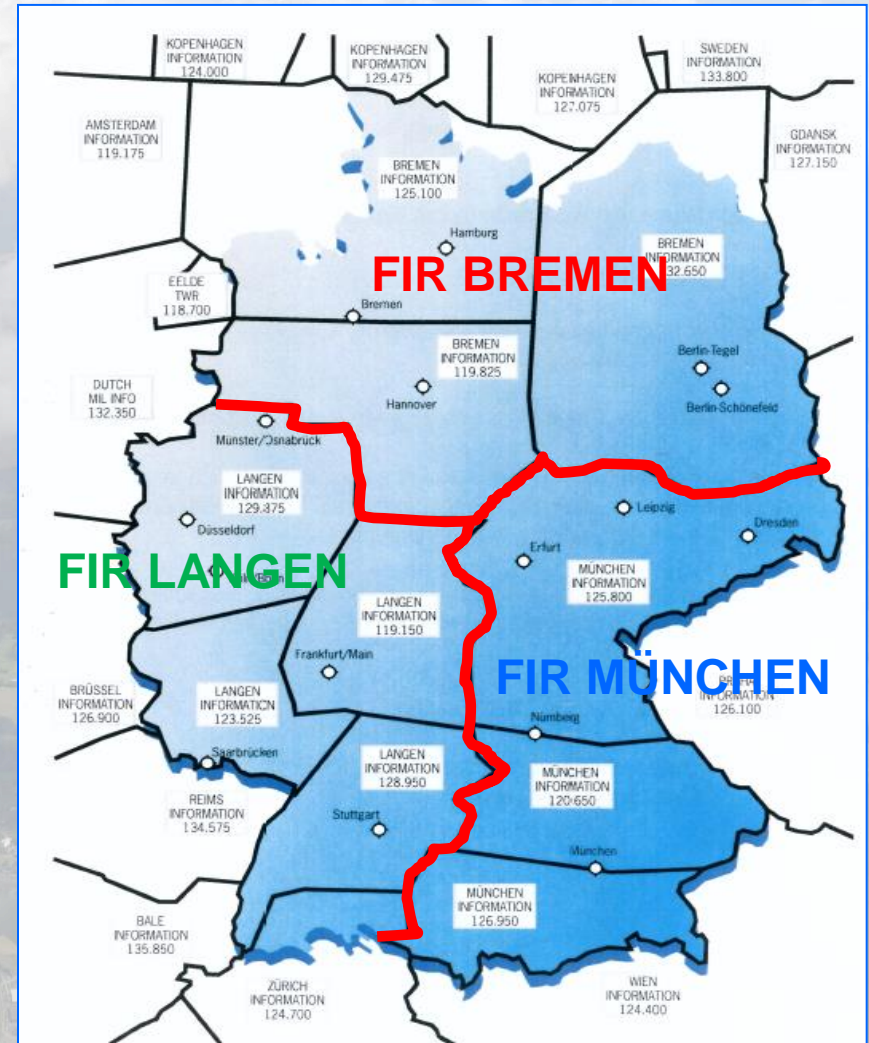 KOPENHAGEN
INFORMATION
124.000
KOPENHAGEN
INFORMATION
129.475
KOPENHAGEN
INFORMATION
127.075
SWEDEN
INFORMATION
133.800
AMSTERDAM
INFORMATION
119.175
GDANSK
INFORMATION
127.150
BREMEN
INFORMATION
125.100
Hamburg
BREMEN
INFORMATION
132.650
FIR BREMEN
EELDE
TWR
118.700
Bremen
BREMEN
INFORMATION
119.825
Berlin-Tegel
Berlin-Schönefeld
DUTCH
MIL INFO
132.350
Hannover
Münster/Osnabrück
LANGEN
INFORMATION
129.875
Düsseldorf
Leipzig
Dresden
Erfurt
FIR LANGEN
MÜNCHEN
INFORMATION
125.800
LANGEN
INFORMATION
119.150
Frankfurt/Main
FIR MÜNCHEN
BRÜSSEL
INFORMATION
126.900
LANGEN
INFORMATION
123.525
INFORMATION
126.100
Nürnberg
Saarbrücken
LANGEN
INFORMATION
128.950
MÜNCHEN
INFORMATION
120.650
REIMS
INFORMATION
134.575
Stuttgart
München
MÜNCHEN
INFORMATION
126.950
BALE
INFORMATION
135.850
ZÜRICH
INFORMATION
124.700
WIEN
INFORMATION
124.400